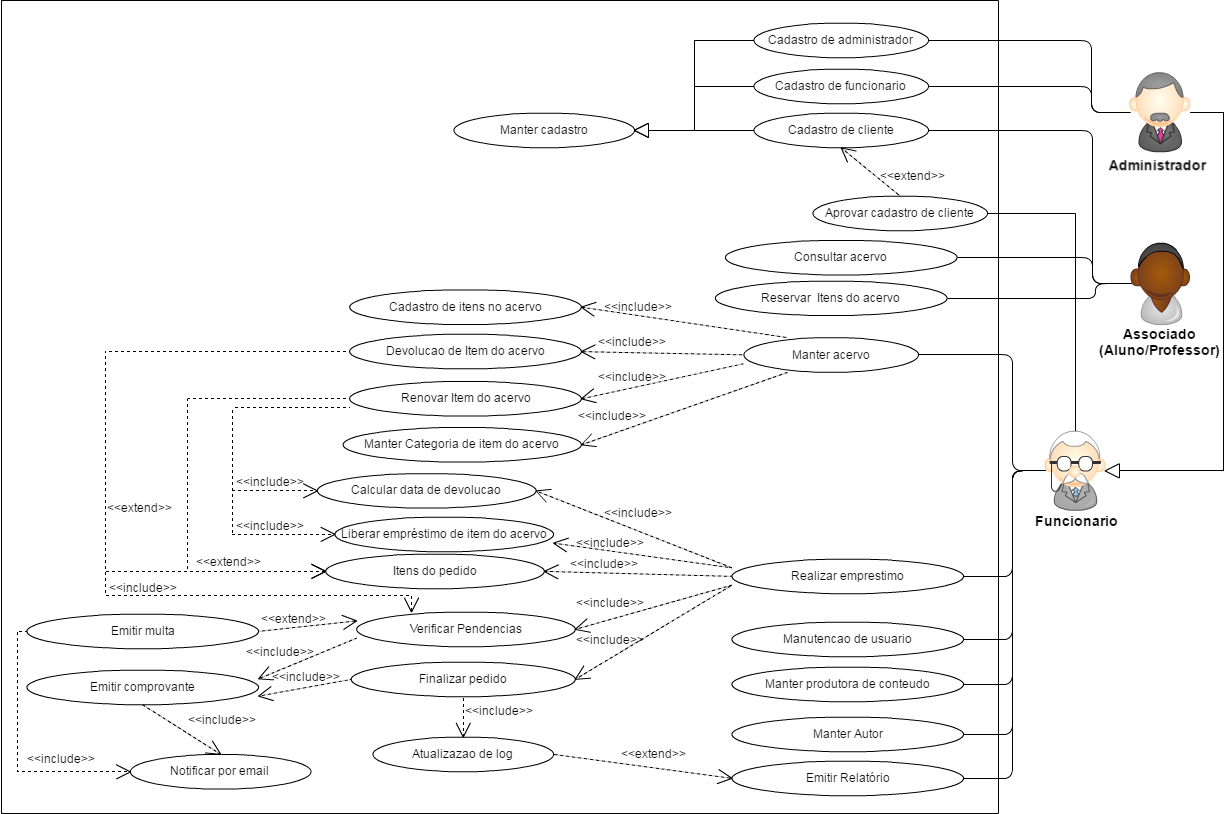 Cadastro de administrador
Cadastro de funcionario
Manter cadastro
Cadastro de cliente
Administrador
<<extend>>
Aprovar cadastro de cliente
Consultar acervo
Reservar Itens do acervo
Associado
(Aluno/Professor)
Cadastro de itens no acervo
<<include>>
Devolucao de Item do acervo
<<include>>
Manter acervo
<<include>>
Renovar Item do acervo
<<include>>
Manter Categoria de item do acervo
<<include>>
Calcular data de devolucao
<<extend>>
<<include>>
Funcionario
<<include>>
Liberar empréstimo de item do acervo
<<include>>
<<extend>>
Itens do pedido
<<include>>
Realizar emprestimo
<<include>>
<<include>>
Emitir multa
<<extend>>
Verificar Pendencias
<<include>>
Manutencao de usuario
<<include>>
Emitir comprovante
<<include>>
Finalizar pedido
Manter produtora de conteudo
<<include>>
<<include>>
Manter Autor
<<include>>
Notificar por email
Atualizazao de log
<<extend>>
Emitir Relatório